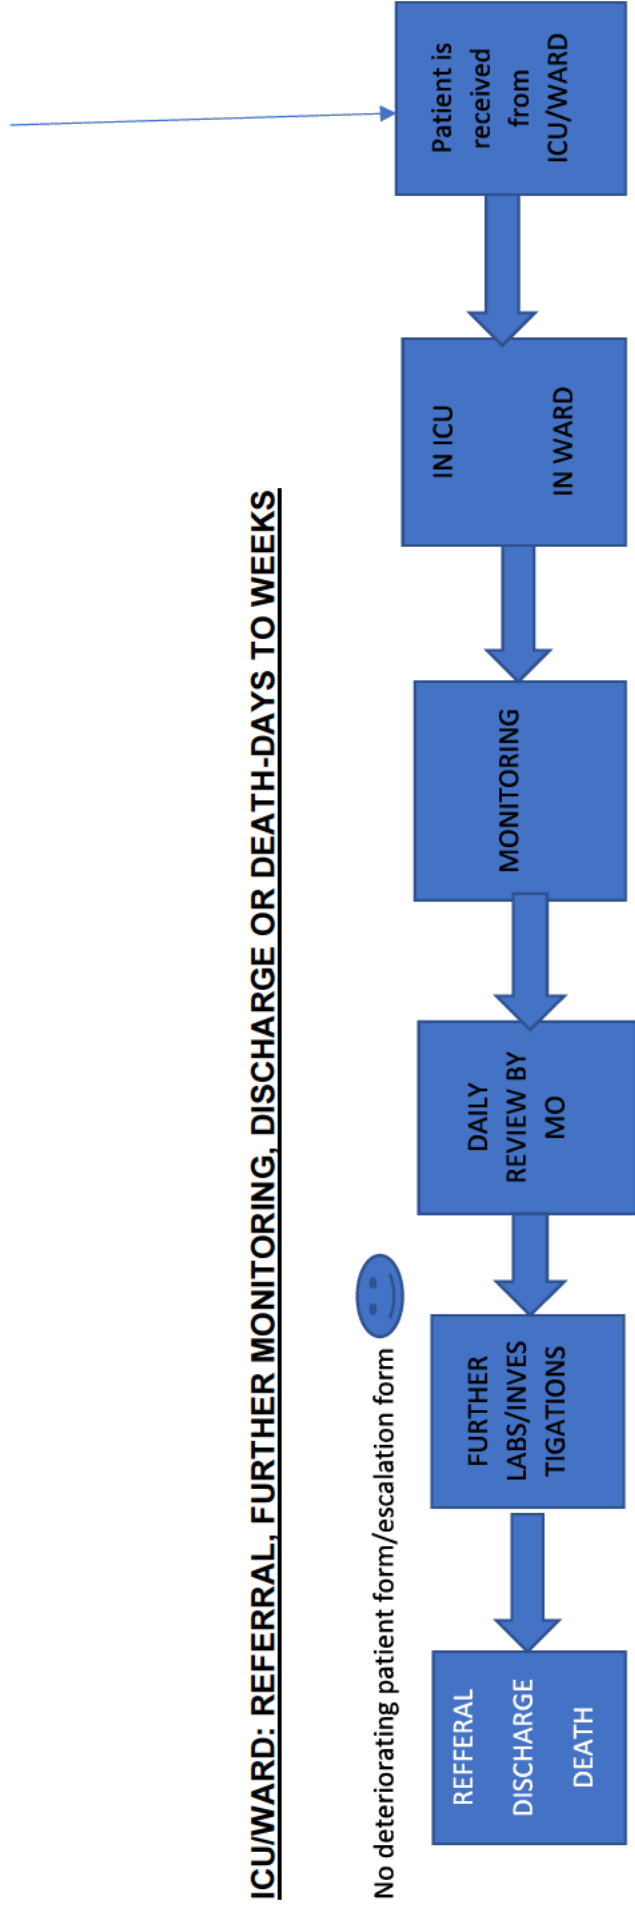 ICU/WARD: REFERRAL, FURTHER MONITORING, DISCHARGE OR DEATH-DAYS TO WEEKS
No deteriorating patient form/escalation form
Patient is
received
from
ICU/WARD
IN ICU
IN WARD
MONITORING
DAILY
REVIEW BY
MO
FURTHER
LABS/INVES
TIGATIONS
REFFERAL
DISCHARGE
DEATH